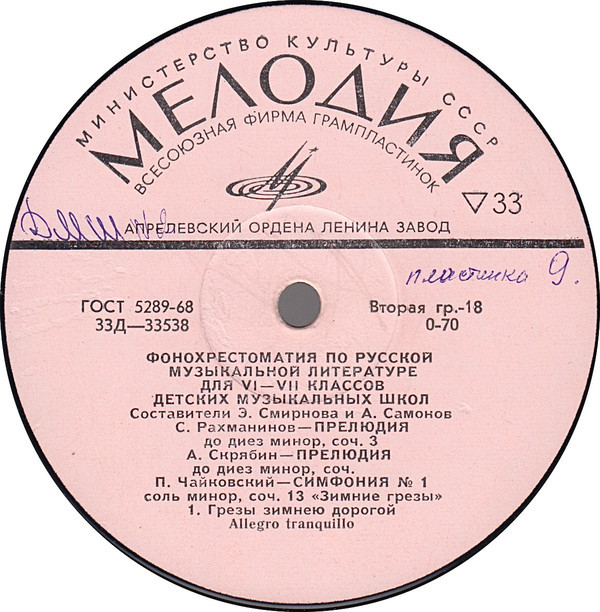 МИНИСТЕРСТВО КУЛЬТУРЫ СССР
МЕЛОДИЯ
ВСЕСОЮЗНАЯ ФИРМА ГРАМПЛАСТИНОК
▽33
ДМШ
АПРЕЛЕВСКИЙ ОРДЕНА ЛЕНИНА ЗАВОД
пластинка 9.
ГОСТ 5289-68 Вторая гр.-18
33Д—33538 0-70
ФОНОХРЕСТОМАТИЯ ПО РУССКОЙ
МУЗЫКАЛЬНОЙ ЛИТЕРАТУРЕ
ДЛЯ VI—VII КЛАССОВ
ДЕТСКИХ МУЗЫКАЛЬНЫХ ШКОЛ
Составители Э. Смирнова и А. Самонов
С. Рахманинов—ПРЕЛЮДИЯ
до диез минор, соч. 3
А. Скрябин—ПРЕЛЮДИЯ
до диез минор, соч.
П. Чайковский—СИМФОНИЯ № 1
соль минор, соч. 13 «Зимние грезы»
1. Грезы зимнею дорогой
Allegro tranquillo